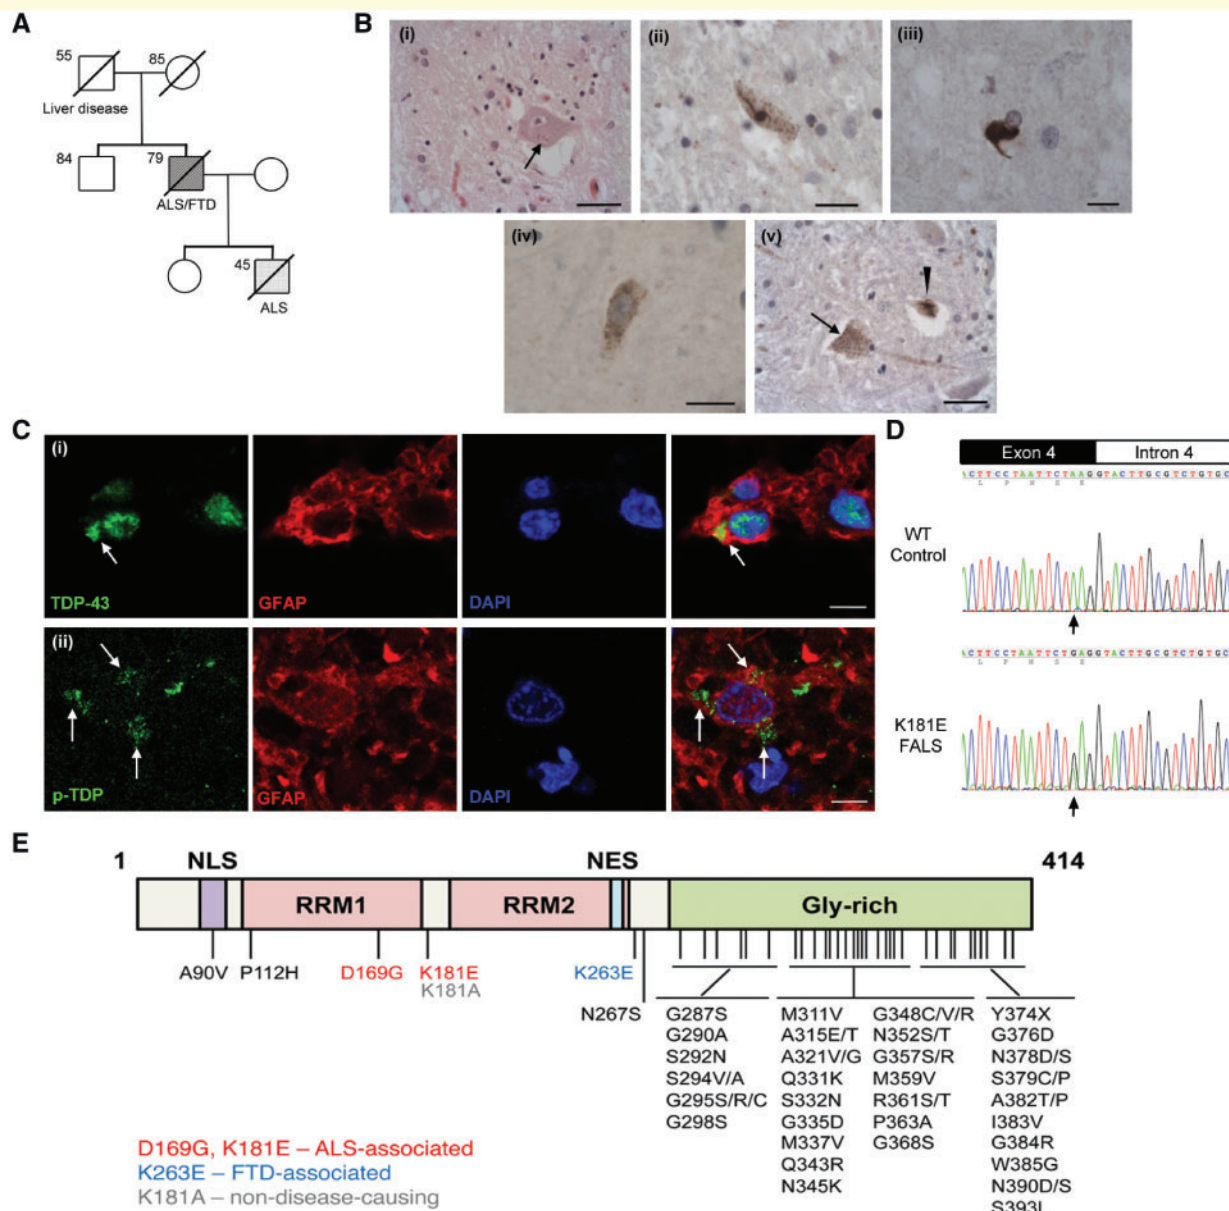 A
55
85
Liver disease
84
79
ALS/FTD
45
ALS
B
(i)
(ii)
(iii)
(iv)
(v)
C
(i)
TDP-43
GFAP
DAPI
(ii)
p-TDP
GFAP
DAPI
D
Exon 4
Intron 4
ACTTCCTAATTCTAAGGTACTTGCGTCTGTGC
WT
Control
ACTTCCTAATTCTGAGGTACTTGCGTCTGTGC
K181E
FALS
E
1
NLS
NES
414
RRM1
RRM2
Gly-rich
A90V
P112H
D169G
K181E
K181A
K263E
N267S
G287S
G290A
S292N
S294V/A
G295S/R/C
G298S
M311V
A315E/T
A321V/G
Q331K
S332N
G335D
M337V
Q343R
N345K
G348C/V/R
N352S/T
G357S/R
M359V
R361S/T
P363A
G368S
Y374X
G376D
N378D/S
S379C/P
A382T/P
I383V
G384R
W385G
N390D/S
S393L
D169G, K181E – ALS-associated
K263E – FTD-associated
K181A – non-disease-causing